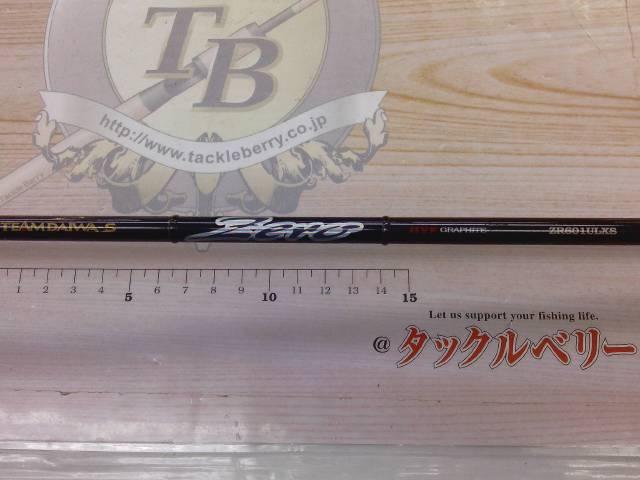 TB
http://www.tackleberry.co.jp
TEAM DAIWA S HVF GRAPHITE ZR601ULXS
1 2 3 4 5 6 7 8 9 10 11 12 13 14 15
Let us support your fishing life.
@タックルベリー